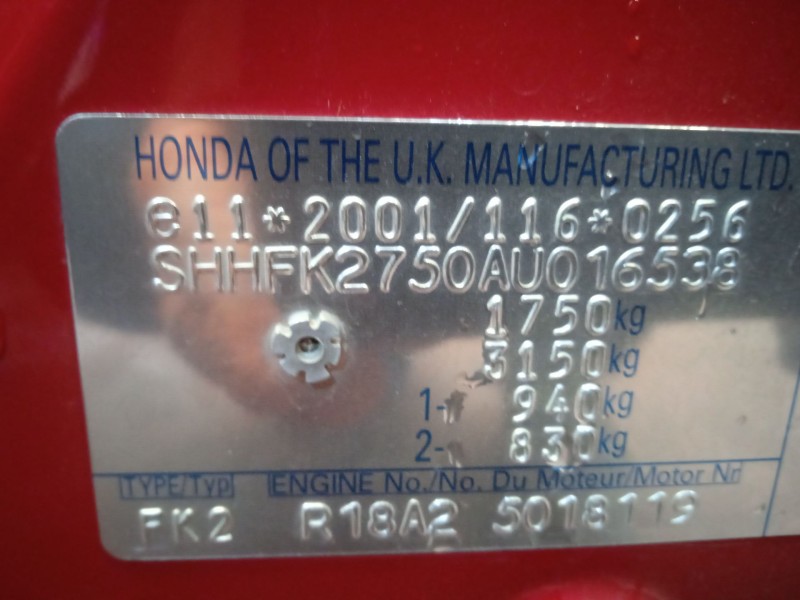 HONDA OF THE U.K. MANUFACTURING LTD.
e11*2001/116*0256
SHHFK2750AU016538
1750kg
3150kg
1- 940kg
2- 830kg
TYPE/Typ ENGINE No./No. Du Moteur/Motor Nr
FK2 R18A2 5018119